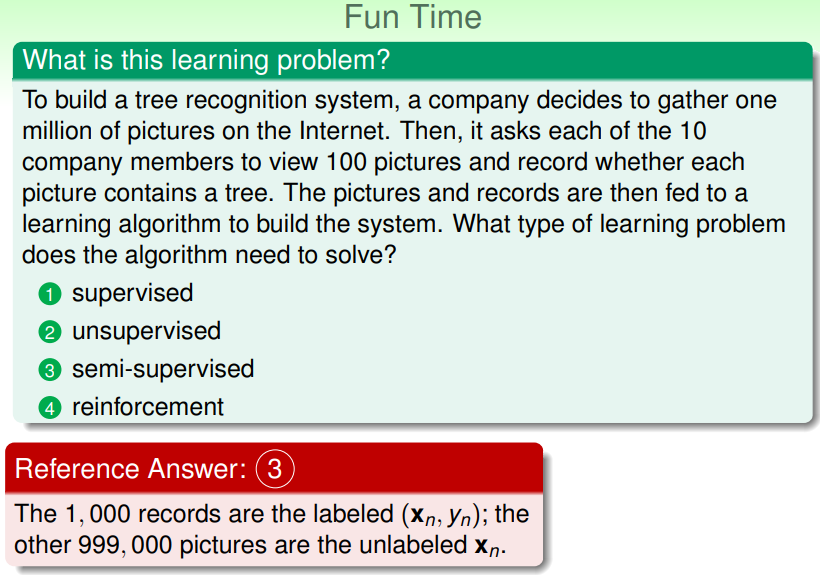 Fun Time
What is this learning problem?
To build a tree recognition system, a company decides to gather one
million of pictures on the Internet. Then, it asks each of the 10
company members to view 100 pictures and record whether each
picture contains a tree. The pictures and records are then fed to a
learning algorithm to build the system. What type of learning problem
does the algorithm need to solve?
1 supervised
2 unsupervised
3 semi-supervised
4 reinforcement
Reference Answer: 3
The 1, 000 records are the labeled (xₙ, yₙ); the
other 999, 000 pictures are the unlabeled xₙ.